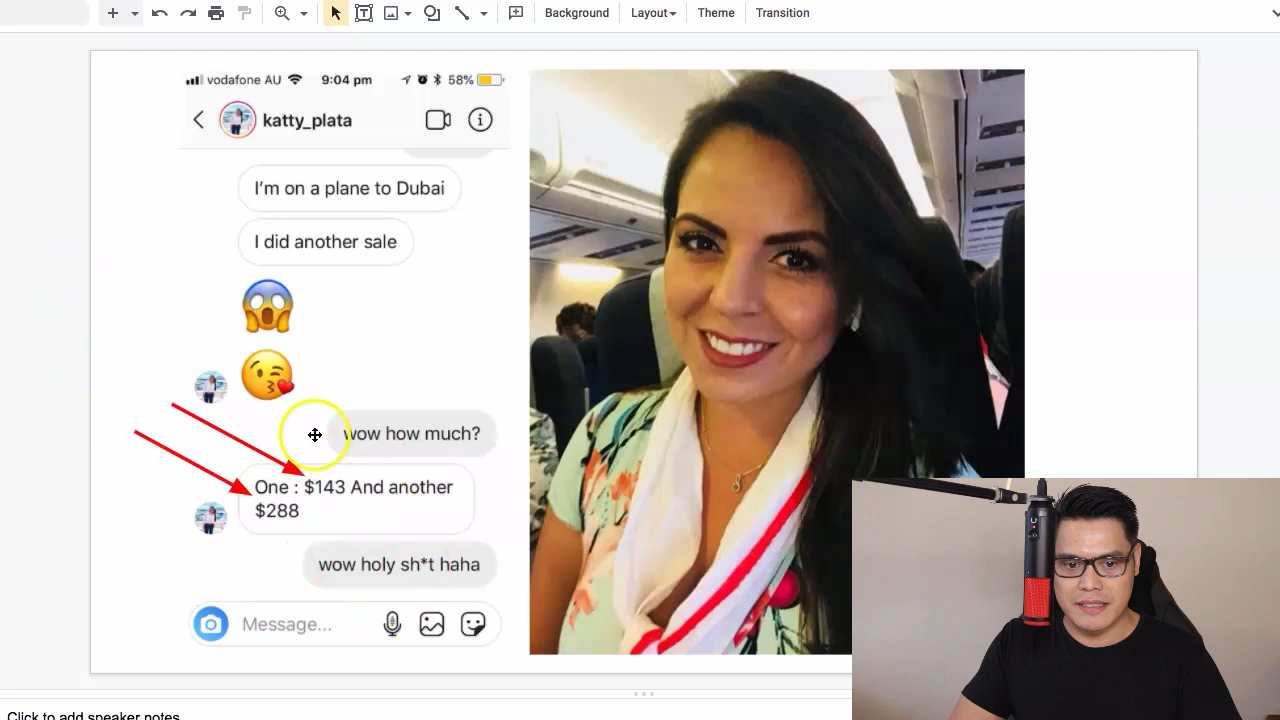 Background
Layout
Theme
Transition
vodafone AU
9:04 pm
58%
katty_plata
I'm on a plane to Dubai
I did another sale
wow how much?
One : $143 And another
$288
wow holy sh*t haha
Message...
Click to add speaker notes